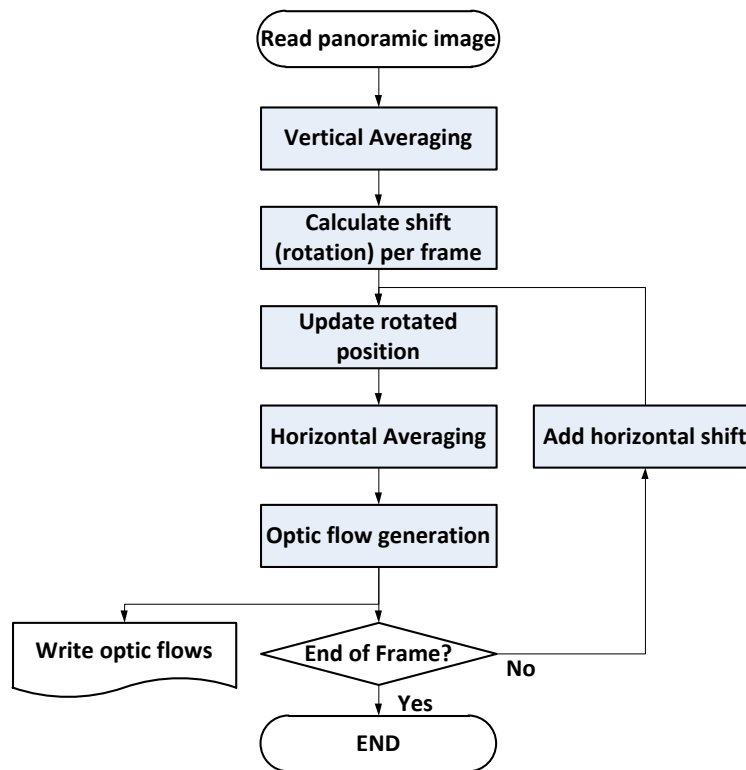 Read panoramic image
Vertical Averaging
Calculate shift
(rotation) per frame
Update rotated
position
Horizontal Averaging
Add horizontal shift
Optic flow generation
Write optic flows
End of Frame?
No
Yes
END